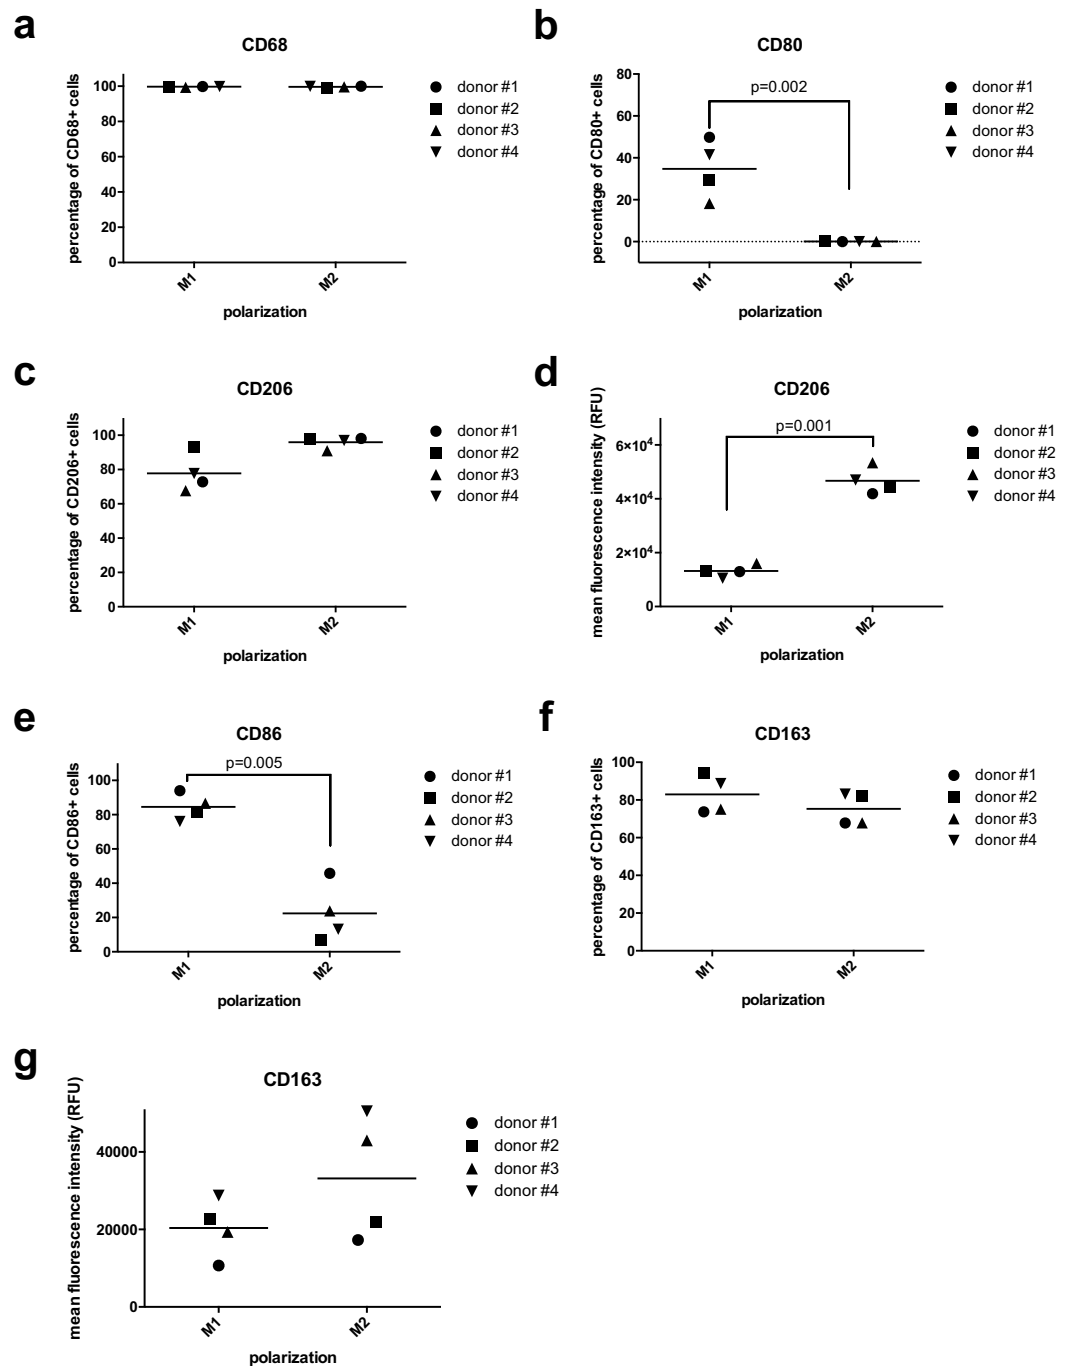 a
CD68
percentage of CD68+ cells
100
80
60
40
20
0
M1
M2
polarization
donor #1
donor #2
donor #3
donor #4
b
CD80
percentage of CD80+ cells
80
60
40
20
0
p=0.002
M1
M2
polarization
donor #1
donor #2
donor #3
donor #4
c
CD206
percentage of CD206+ cells
100
80
60
40
20
0
M1
M2
polarization
donor #1
donor #2
donor #3
donor #4
d
CD206
mean fluorescence intensity (RFU)
6×10⁴
4×10⁴
2×10⁴
0
p=0.001
M1
M2
polarization
donor #1
donor #2
donor #3
donor #4
e
CD86
percentage of CD86+ cells
100
80
60
40
20
0
p=0.005
M1
M2
polarization
donor #1
donor #2
donor #3
donor #4
f
CD163
percentage of CD163+ cells
100
80
60
40
20
0
M1
M2
polarization
donor #1
donor #2
donor #3
donor #4
g
CD163
mean fluorescence intensity (RFU)
40000
20000
0
M1
M2
polarization
donor #1
donor #2
donor #3
donor #4